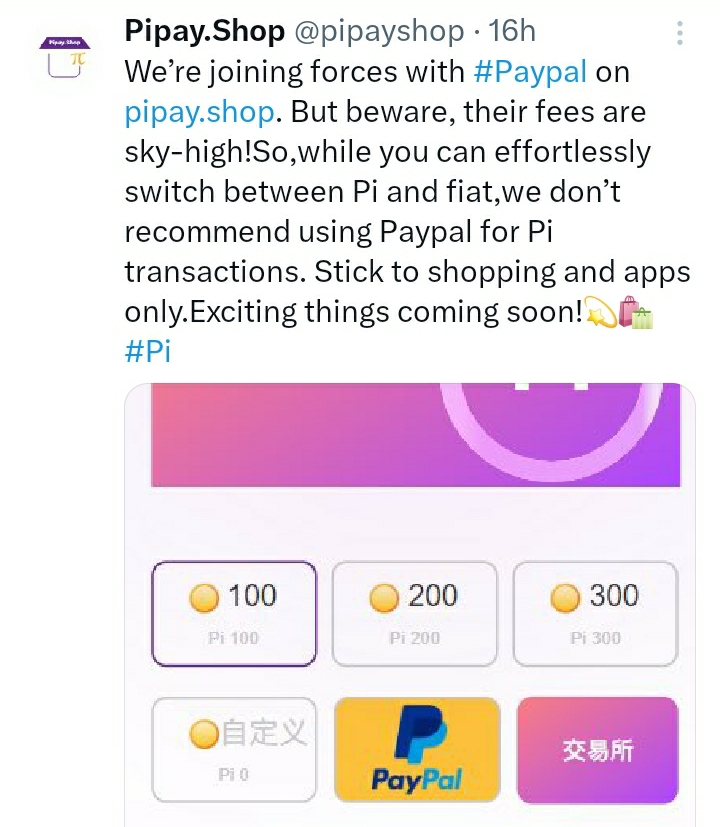 Pipay.Shop @pipayshop · 16h
Pipay.Shop
π
We’re joining forces with #Paypal on
pipay.shop. But beware, their fees are
sky-high!So,while you can effortlessly
switch between Pi and fiat,we don’t
recommend using Paypal for Pi
transactions. Stick to shopping and apps
only.Exciting things coming soon!💫🛍️
#Pi
100 200 300
Pi 100 Pi 200 Pi 300
自定义
Pi 0
PayPal
交易所